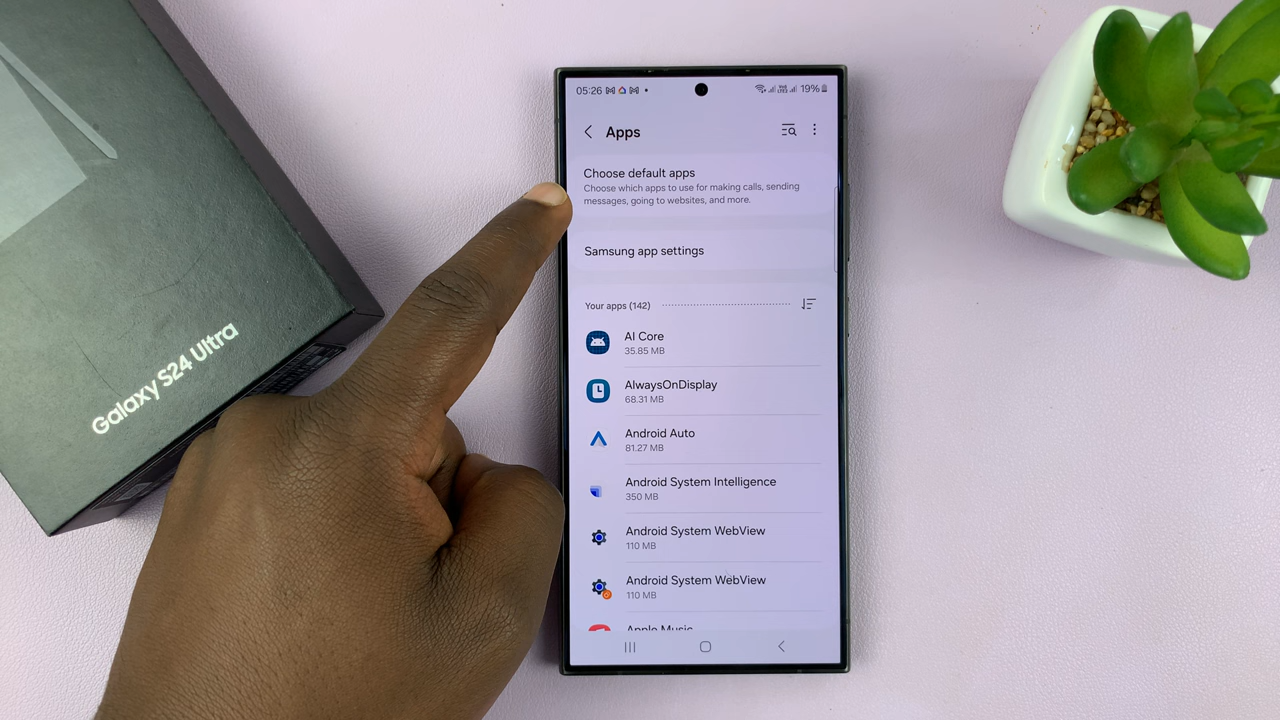 Galaxy S24 Ultra
05:26
19%
Apps
Choose default apps
Choose which apps to use for making calls, sending
messages, going to websites, and more.
Samsung app settings
Your apps (142)
AI Core
35.85 MB
AlwaysOnDisplay
68.31 MB
Android Auto
81.27 MB
Android System Intelligence
350 MB
Android System WebView
110 MB
Android System WebView
110 MB
Apple Music